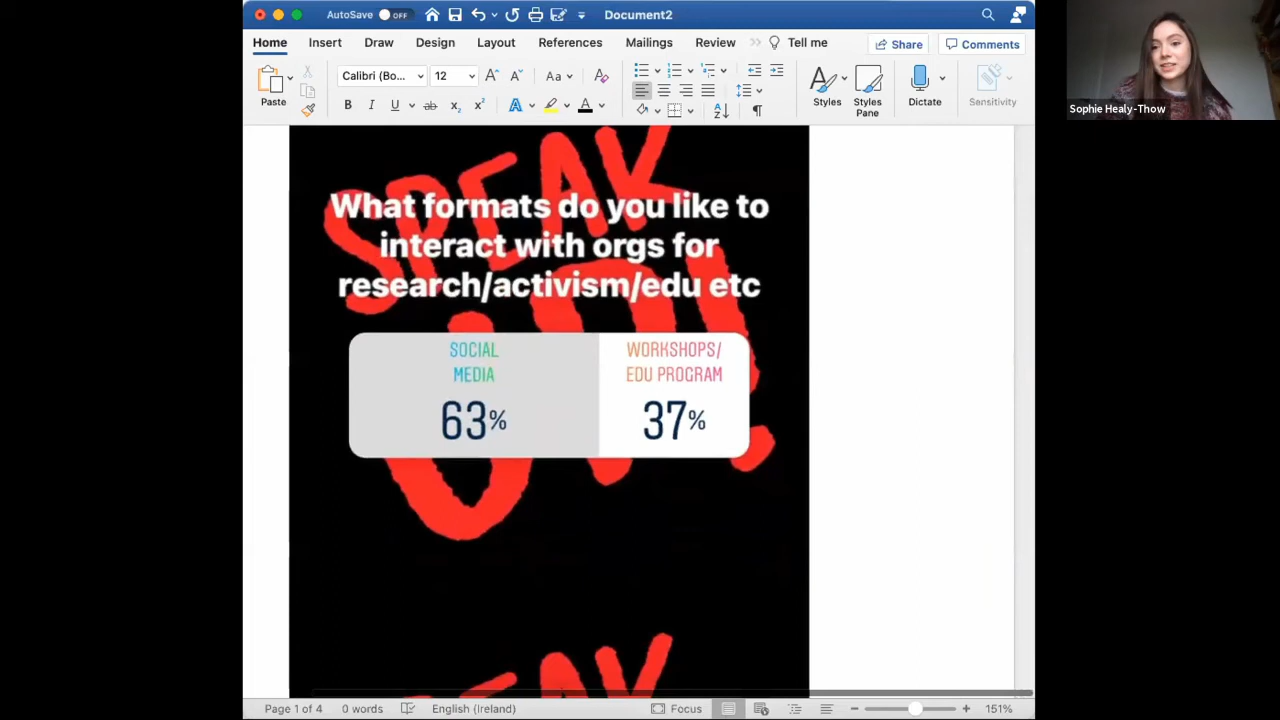 AutoSave OFF Document2
Home Insert Draw Design Layout References Mailings Review >> Tell me Share Comments
Calibri (Bo... 12
Paste Styles Styles Pane Dictate Sensitivity
Sophie Healy-Thow
SPEAK
UP!
What formats do you like to
interact with orgs for
research/activism/edu etc
SOCIAL
MEDIA
63%
WORKSHOPS/
EDU PROGRAM
37%
SPEAK
Page 1 of 4 0 words English (Ireland) Focus 151%